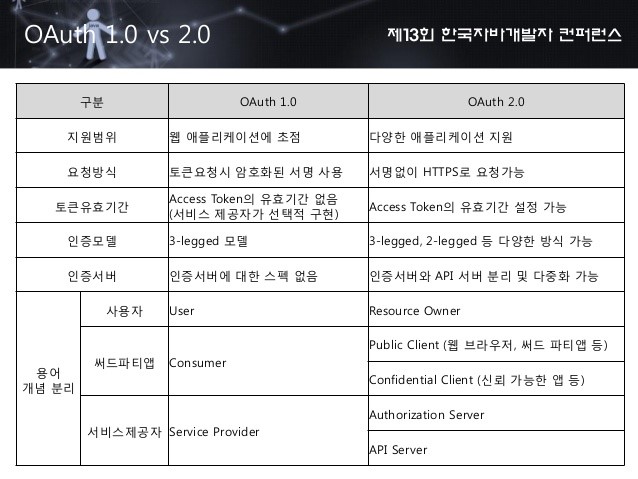 OAuth 1.0 vs 2.0
제13회 한국자바개발자 컨퍼런스
구분 OAuth 1.0 OAuth 2.0
지원범위 웹 애플리케이션에 초점 다양한 애플리케이션 지원
요청방식 토큰요청시 암호화된 서명 사용 서명없이 HTTPS로 요청가능
토큰유효기간 Access Token의 유효기간 없음 Access Token의 유효기간 설정 가능
(서비스 제공자가 선택적 구현)
인증모델 3-legged 모델 3-legged, 2-legged 등 다양한 방식 가능
인증서버 인증서버에 대한 스펙 없음 인증서버와 API 서버 분리 및 다중화 가능
용어
개념 분리
사용자 User Resource Owner
써드파티앱 Consumer
Public Client (웹 브라우저, 써드 파티앱 등)
Confidential Client (신뢰 가능한 앱 등)
서비스제공자 Service Provider
Authorization Server
API Server